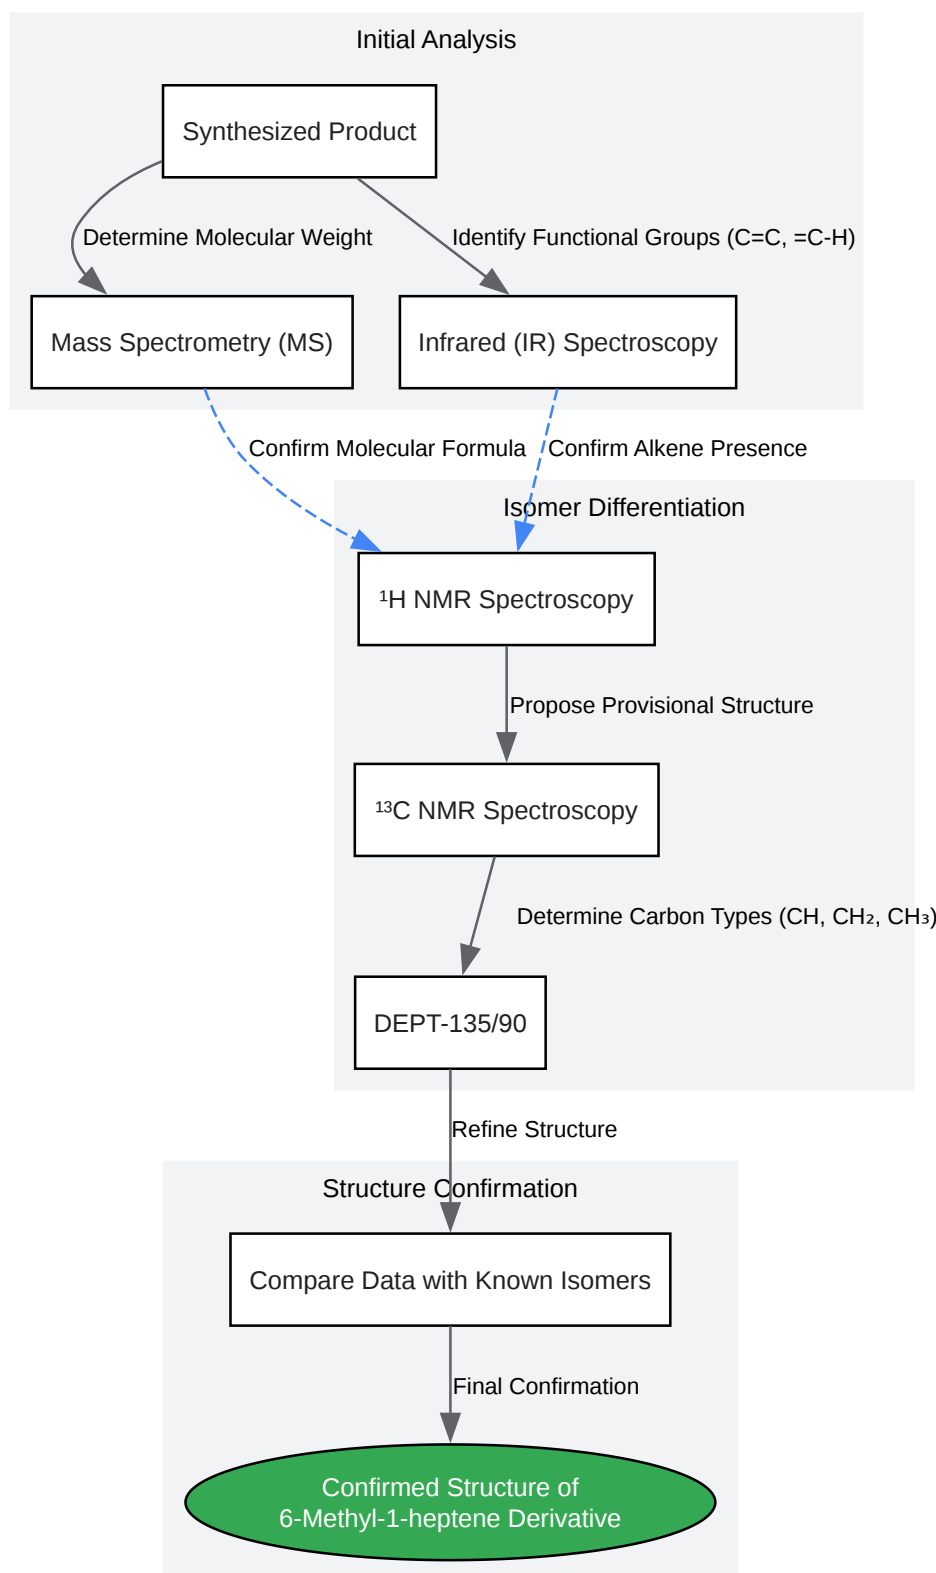 Initial Analysis
Synthesized Product
Determine Molecular Weight
Identify Functional Groups (C=C, =C-H)
Mass Spectrometry (MS)
Infrared (IR) Spectroscopy
Confirm Molecular Formula
Confirm Alkene Presence
Isomer Differentiation
¹H NMR Spectroscopy
Propose Provisional Structure
¹³C NMR Spectroscopy
Determine Carbon Types (CH, CH₂, CH₃)
DEPT-135/90
Refine Structure
Structure Confirmation
Compare Data with Known Isomers
Final Confirmation
Confirmed Structure of
6-Methyl-1-heptene Derivative